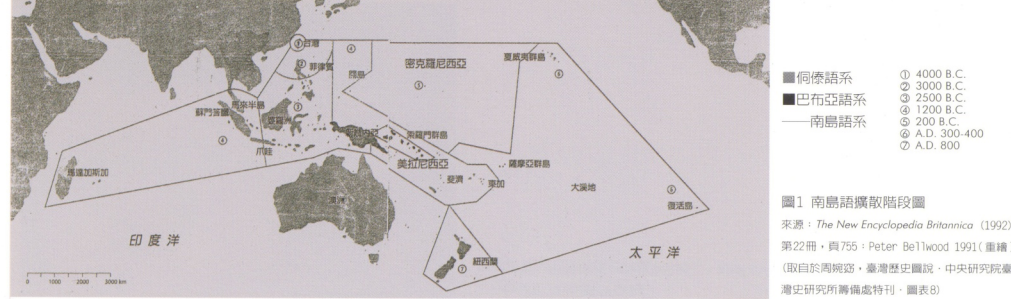 ①台灣
②
菲律賓
④
關島
密克羅尼西亞
⑤
夏威夷群島
⑥
馬來半島
蘇門答臘
婆羅洲
③
爪哇
④
馬達加斯加
索羅門群島
美拉尼西亞
斐濟
東加
薩摩亞群島
大溪地
⑥
復活島
澳洲
紐西蘭
⑦
印度洋
太平洋
0 1000 2000 3000 km
侗傣語系
巴布亞語系
南島語系
① 4000 B.C.
② 3000 B.C.
③ 2500 B.C.
④ 1200 B.C.
⑤ 200 B.C.
⑥ A.D. 300-400
⑦ A.D. 800
圖1 南島語擴散階段圖
來源：The New Encyclopedia Britannica (1992)
第22冊，頁755：Peter Bellwood 1991(重繪
(取自於周婉窈，臺灣歷史圖說，中央研究院臺
灣史研究所籌備處特刊，圖表8)